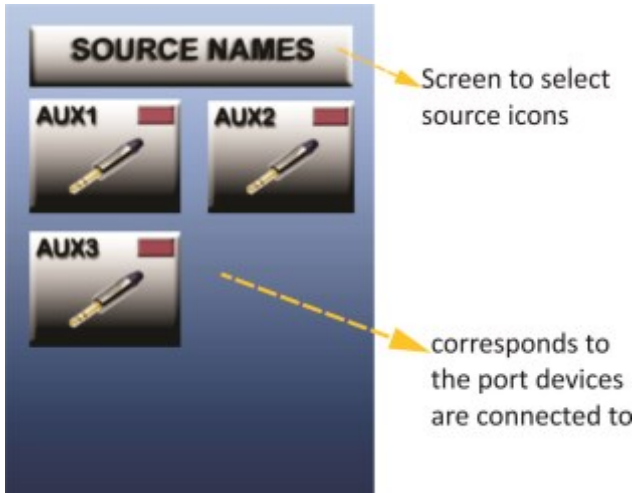 SOURCE NAMES
Screen to select
source icons
AUX1
AUX2
AUX3
corresponds to
the port devices
are connected to